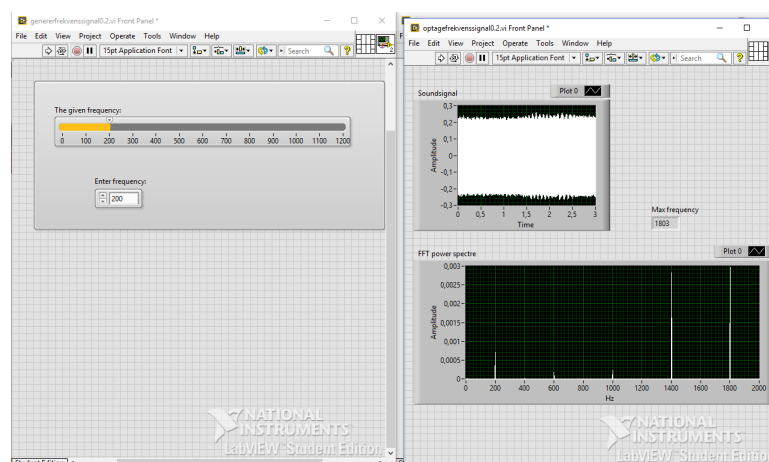 genererfrekvenssignal0.2.vi Front Panel *
File Edit View Project Operate Tools Window Help
15pt Application Font
Search
2
The given frequency:
0 100 200 300 400 500 600 700 800 900 1000 1100 1200
Enter frequency:
200
NATIONAL
INSTRUMENTS
LabVIEW Student Edition
Student Edition
optagefrekvenssignal0.2.vi Front Panel *
File Edit View Project Operate Tools Window Help
15pt Application Font
Search
Soundsignal
Plot 0
0,3
0,2
0,1
0
-0,1
-0,2
-0,3
Amplitude
0 0,5 1 1,5 2 2,5 3
Time
Max frequency
1803
FFT power spectre
Plot 0
0,003
0,0025
0,002
0,0015
0,001
0,0005
0
Amplitude
0 200 400 600 800 1000 1200 1400 1600 1800 2000
Hz
NATIONAL
INSTRUMENTS
LabVIEW Student Edition